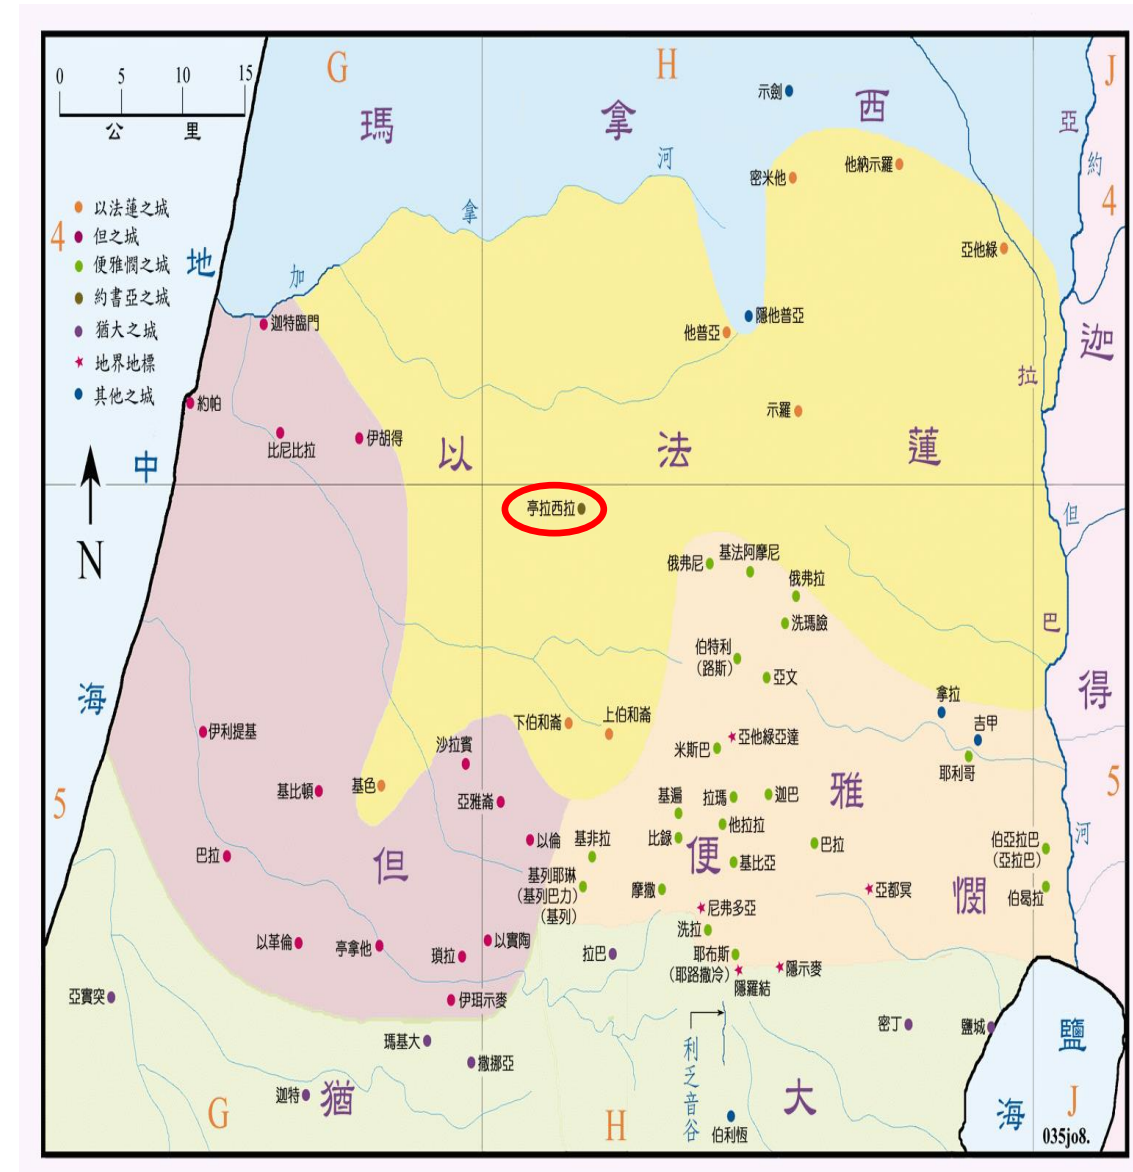 0 5 10 15
公 里
G
H
J
瑪 拿 西
示劍
亞
河
約
密米他
他納示羅
4
以法蓮之城
但之城
便雅憫之城
約書亞之城
猶大之城
地界地標
其他之城
4
地
拿
加
亞他綠
迦特臨門
隱他普亞
他普亞
迦
拉
約帕
示羅
比尼比拉
伊胡得
以 法 蓮
中
N
亭拉西拉
但
俄弗尼
基法阿摩尼
俄弗拉
洗瑪臉
巴
伯特利
(路斯)
亞文
得
海
拿拉
吉甲
下伯和崙
上伯和崙
伊利提基
沙拉賓
米斯巴
亞他綠亞達
耶利哥
5
基比頓
基色
亞雅崙
基遍
拉瑪
迦巴
雅
5
他拉拉
以倫
基非拉
比錄
便
巴拉
河
巴拉
但
基比亞
伯亞拉巴
(亞拉巴)
基列耶琳
(基列巴力)
(基列)
摩撒
亞都冥
憫
伯曷拉
尼弗多亞
洗拉
以革倫
亭拿他
瑣拉
以實陶
拉巴
耶布斯
(耶路撒冷)
隱示麥
隱羅結
亞實突
伊珥示麥
密丁
鹽城
鹽
瑪基大
撒挪亞
利乏音谷
迦特
猶
大
G
H
伯利恆
海
J
035jo8.